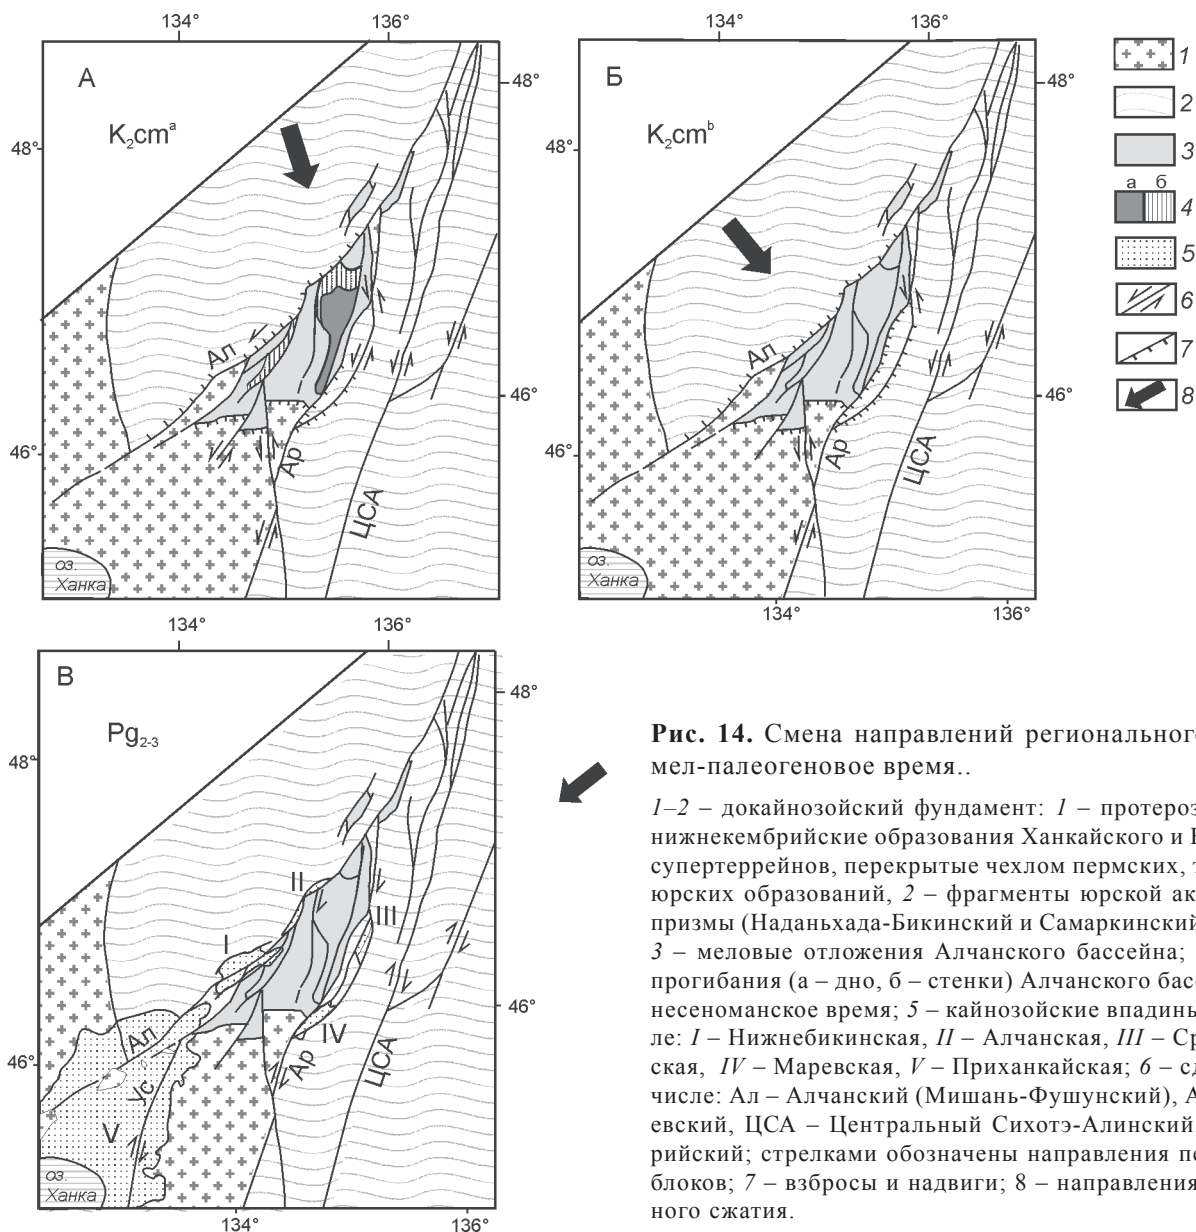 134°
136°
А
K₂cmᵃ
48°
48°
Ал
46°
46°
Ар
ЦСА
оз.
Ханка
134°
136°
134°
136°
Б
K₂cmᵇ
48°
48°
Ал
46°
46°
Ар
ЦСА
оз.
Ханка
134°
136°
1
2
3
а б
4
5
6
7
8
В
Pg₂₋₃
48°
48°
II
III
I
46°
46°
IV
Ал
Ар
ЦСА
Ус
V
оз.
Ханка
134°
136°
Рис. 14. Смена направлений регионального
мел-палеогеновое время..
1–2 – докайнозойский фундамент: 1 – протероз
нижнекембрийские образования Ханкайского и
супертеррейнов, перекрытые чехлом пермских,
юрских образований, 2 – фрагменты юрской ак
призмы (Наданьхада-Бикинский и Самаркинский
3 – меловые отложения Алчанского бассейна;
прогибания (а – дно, б – стенки) Алчанского басс
несеноманское время; 5 – кайнозойские впадины
ле: I – Нижнебикинская, II – Алчанская, III – Ср
ская, IV – Маревская, V – Приханкайская; 6 – сд
числе: Ал – Алчанский (Мишань-Фушунский), А
евский, ЦСА – Центральный Сихотэ-Алинский
рийский; стрелками обозначены направления пе
блоков; 7 – взбросы и надвиги; 8 – направления
ного сжатия.